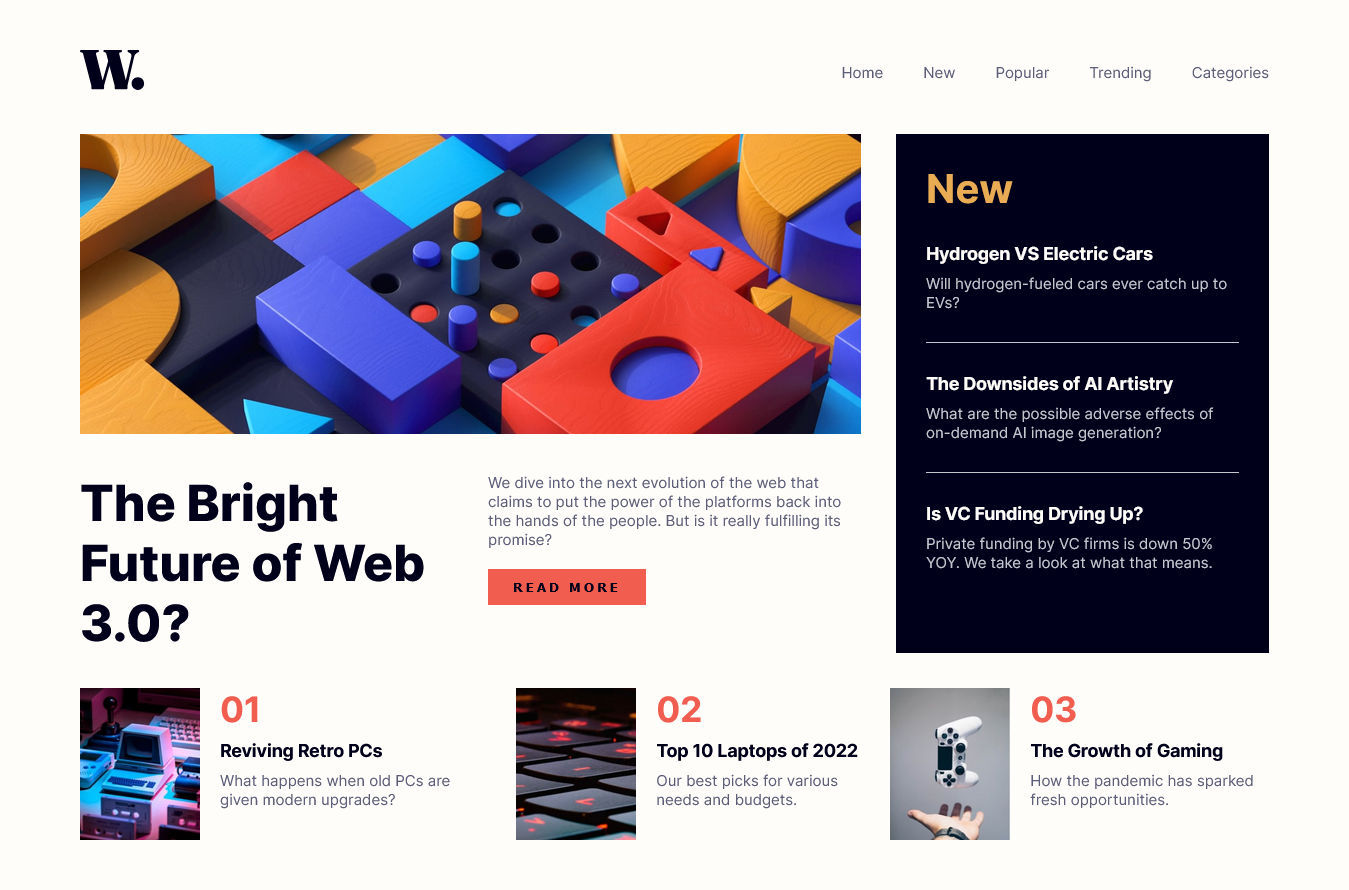 W.
Home New Popular Trending Categories
New
Hydrogen VS Electric Cars
Will hydrogen-fueled cars ever catch up to
EVs?
The Downsides of AI Artistry
What are the possible adverse effects of
on-demand AI image generation?
Is VC Funding Drying Up?
Private funding by VC firms is down 50%
YOY. We take a look at what that means.
The Bright
Future of Web
3.0?
We dive into the next evolution of the web that
claims to put the power of the platforms back into
the hands of the people. But is it really fulfilling its
promise?
READ MORE
01
Reviving Retro PCs
What happens when old PCs are
given modern upgrades?
02
Top 10 Laptops of 2022
Our best picks for various
needs and budgets.
03
The Growth of Gaming
How the pandemic has sparked
fresh opportunities.